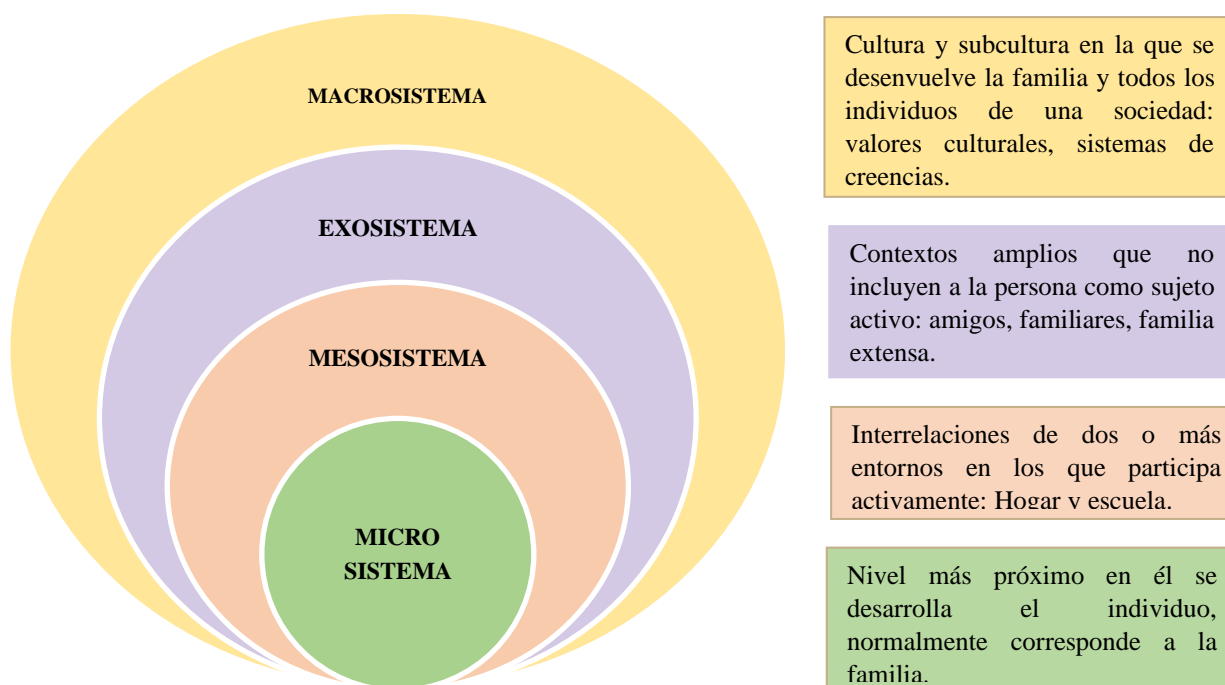 MACROSISTEMA
EXOSISTEMA
MESOSISTEMA
MICRO
SISTEMA
Cultura y subcultura en la que se
desenvuelve la familia y todos los
individuos de una sociedad:
valores culturales, sistemas de
creencias.
Contextos amplios que no
incluyen a la persona como sujeto
activo: amigos, familiares, familia
extensa.
Interrelaciones de dos o más
entornos en los que participa
activamente: Hogar y escuela.
Nivel más próximo en él se
desarrolla el individuo,
normalmente corresponde a la
familia.